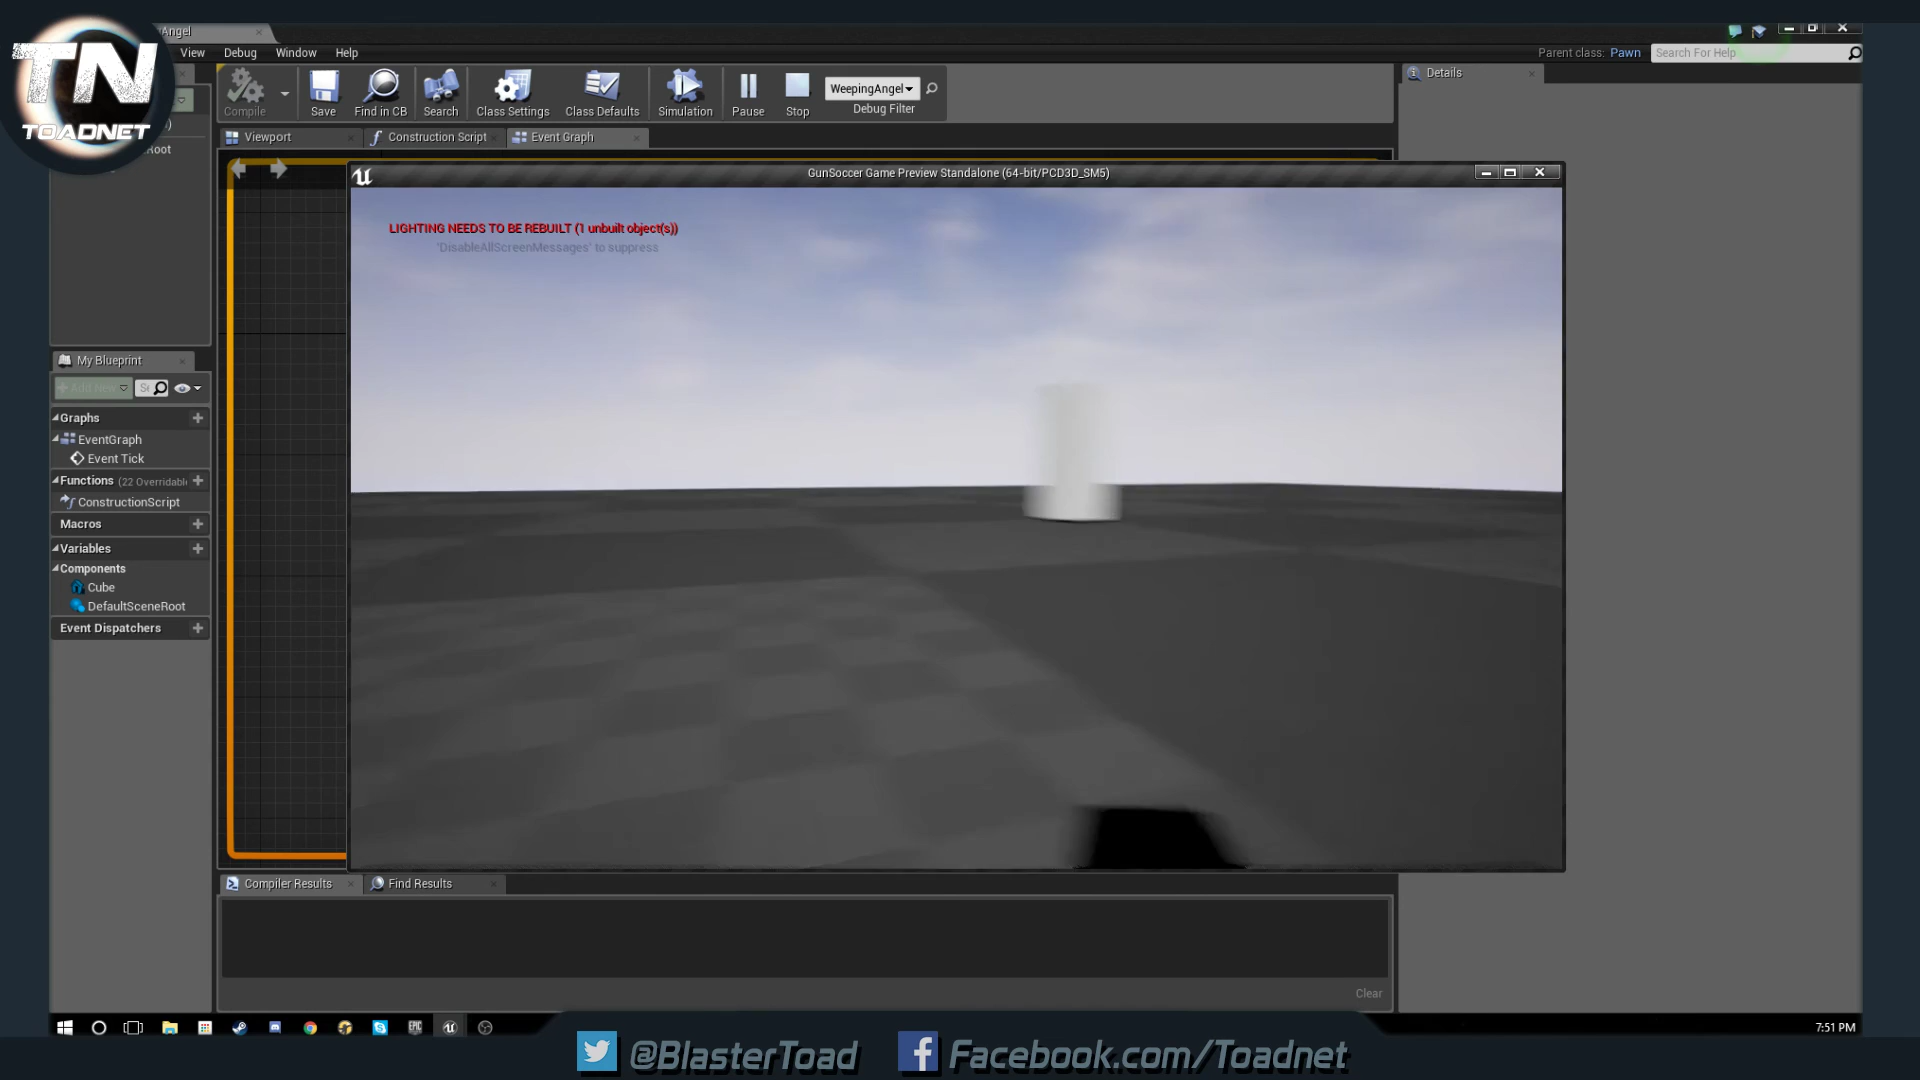 TN
TOADNET
Angel
View Debug Window Help
Parent class: Pawn
Search For Help
Compile
Save
Find in CB
Search
Class Settings
Class Defaults
Simulation
Pause
Stop
WeepingAngel
Debug Filter
Details
Viewport
Construction Script
Event Graph
Root
GunSoccer Game Preview Standalone (64-bit/PCD3D_SM5)
LIGHTING NEEDS TO BE REBUILT (1 unbuilt object(s))
'DisableAllScreenMessages' to suppress
My Blueprint
+ Add New
Graphs
EventGraph
Event Tick
Functions (22 Overridable
ConstructionScript
Macros
Variables
Components
Cube
DefaultSceneRoot
Event Dispatchers
Compiler Results
Find Results
Clear
EPIC
7:51 PM
@BlasterToad
Facebook.com/Toadnet